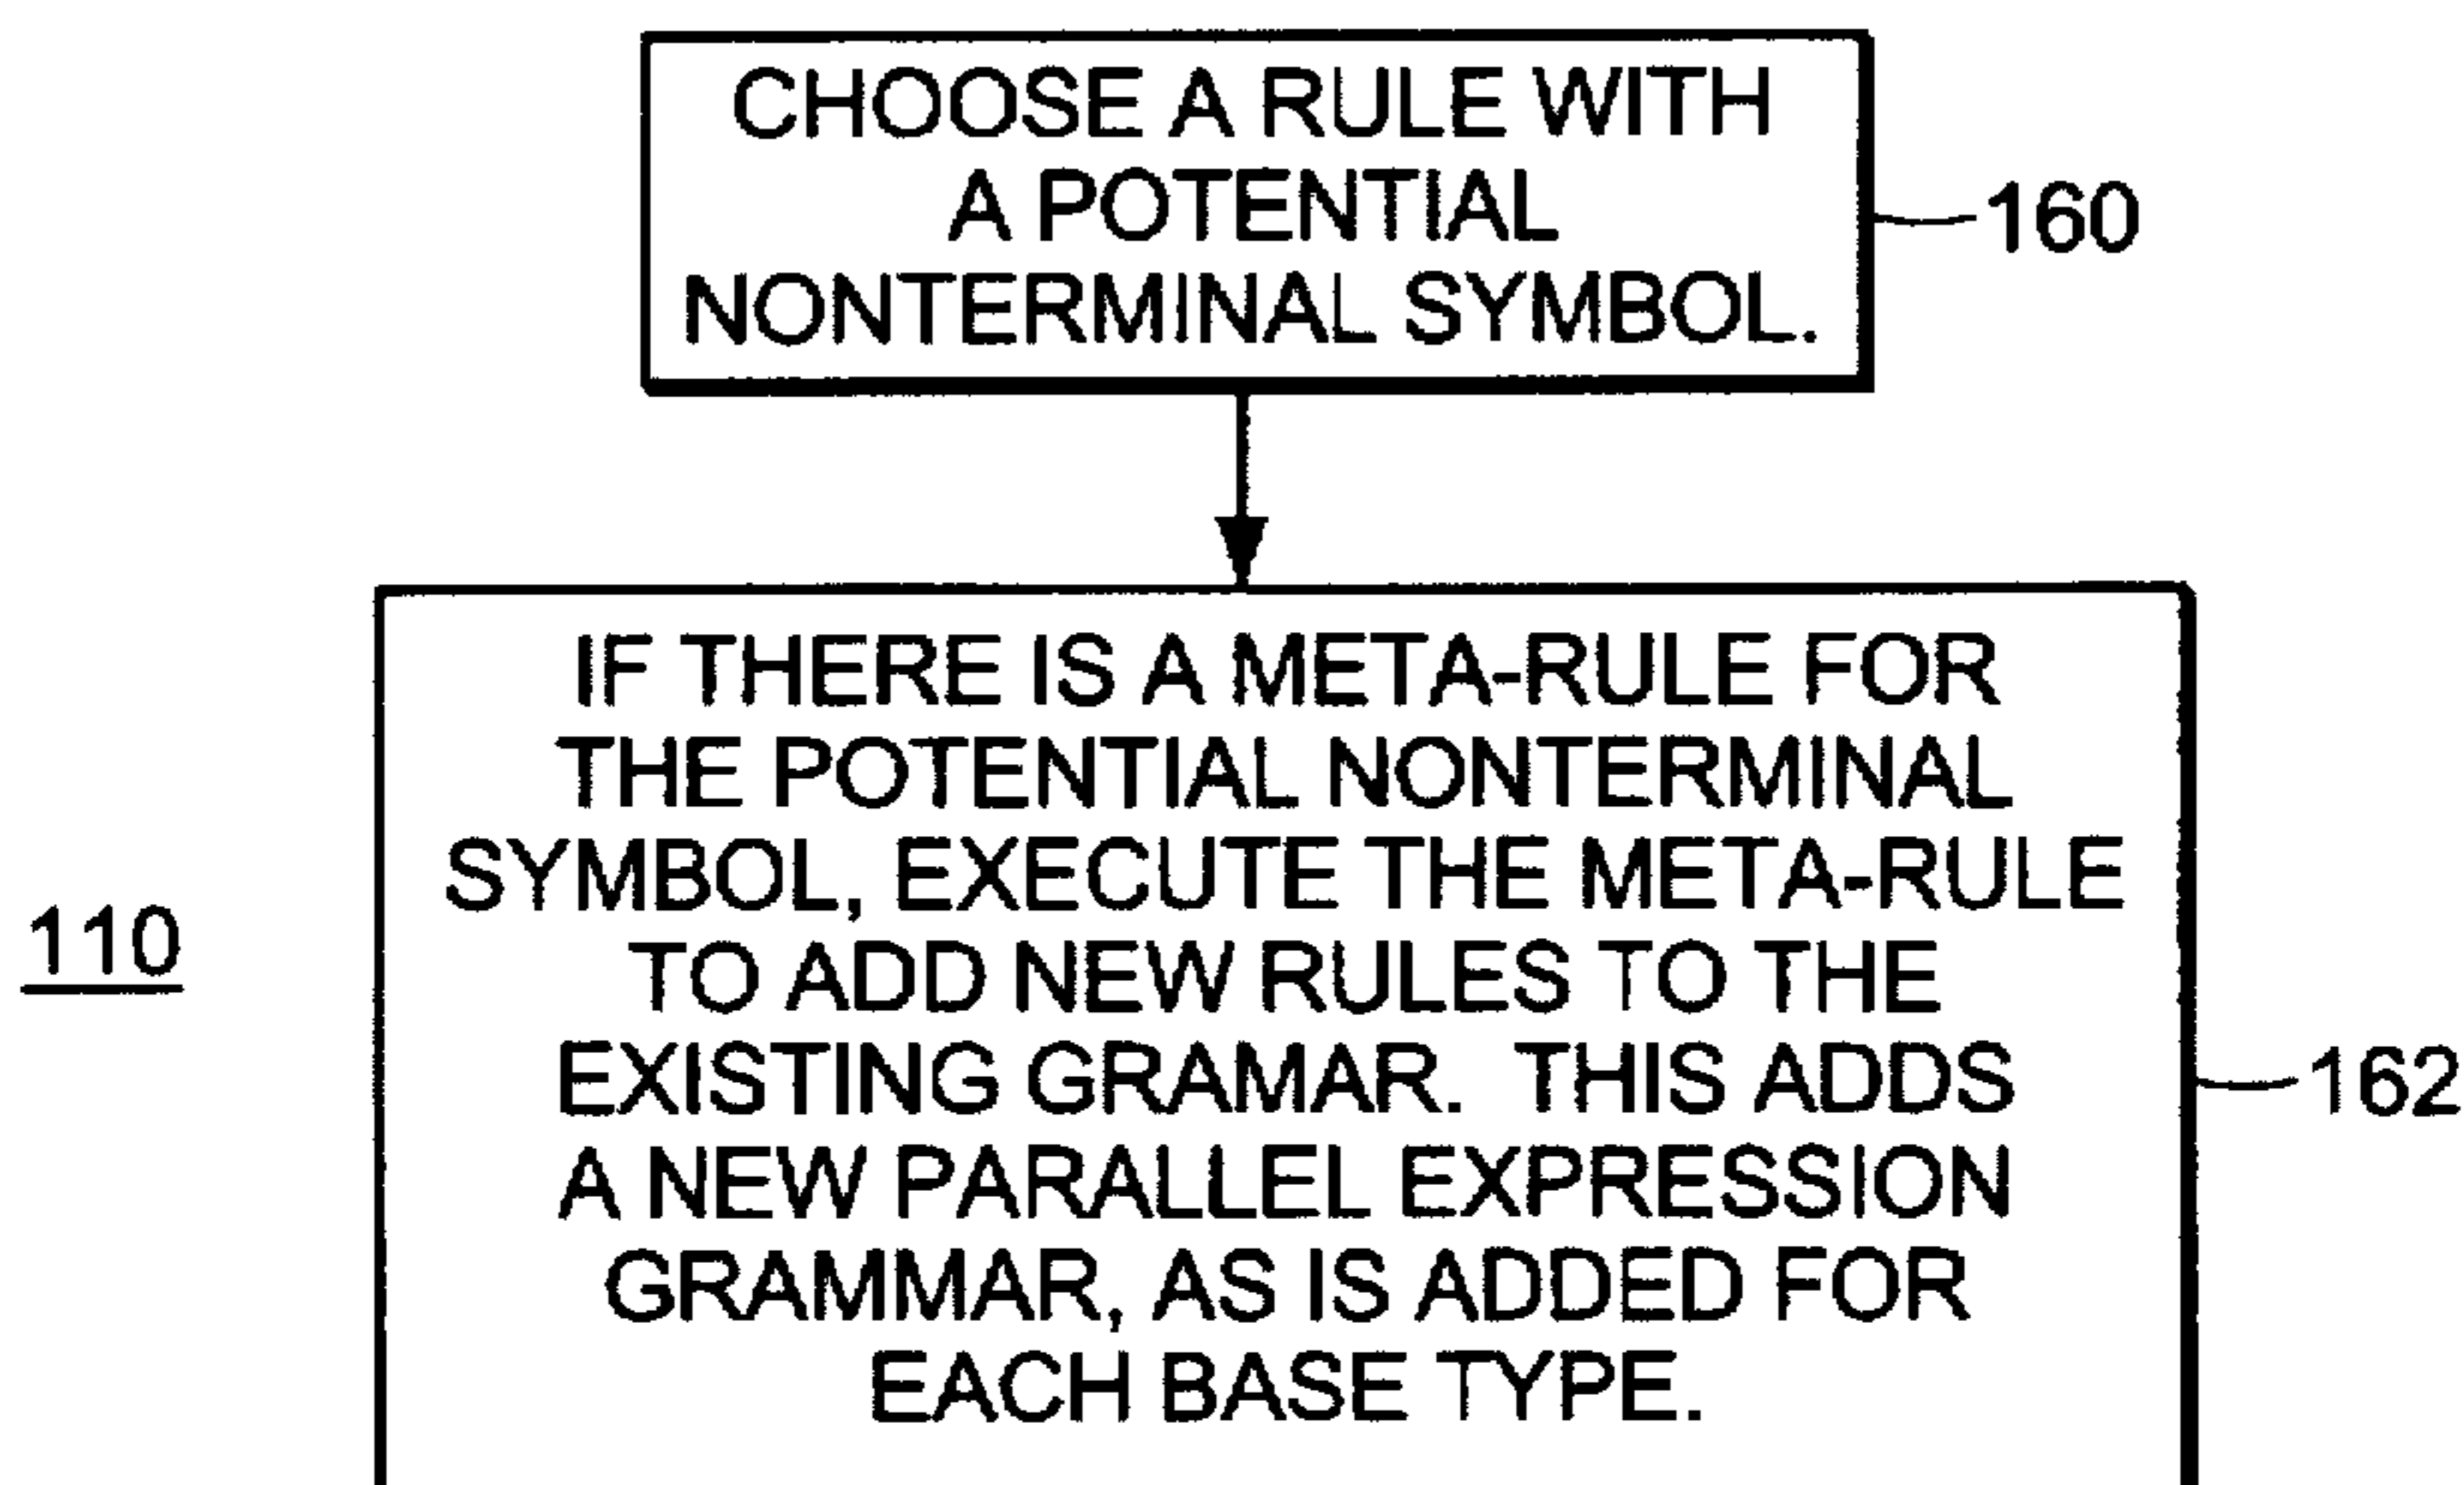 CHOOSE A RULE WITH
A POTENTIAL
NONTERMINAL SYMBOL.
160
IF THERE IS A META-RULE FOR
THE POTENTIAL NONTERMINAL
SYMBOL, EXECUTE THE META-RULE
TO ADD NEW RULES TO THE
EXISTING GRAMAR. THIS ADDS
A NEW PARALLEL EXPRESSION
GRAMMAR, AS IS ADDED FOR
EACH BASE TYPE.
110
162